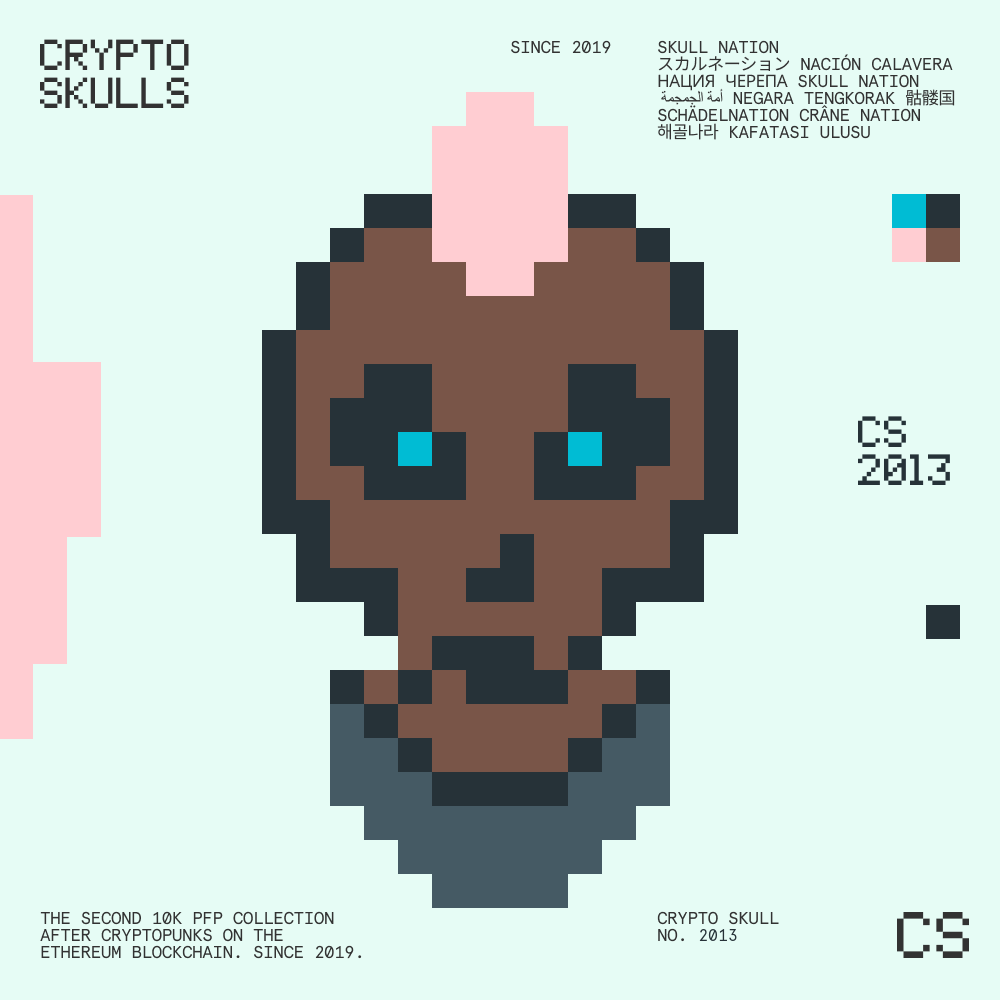 CRYPTO
SKULLS
SINCE 2019
SKULL NATION
スカルネーション NACIÓN CALAVERA
НАЦИЯ ЧЕРЕПА SKULL NATION
أمة الجمجمة NEGARA TENGKORAK 骷髅国
SCHÄDELNATION CRÂNE NATION
해골나라 KAFATASI ULUSU
CS
2013
THE SECOND 10K PFP COLLECTION
AFTER CRYPTOPUNKS ON THE
ETHEREUM BLOCKCHAIN. SINCE 2019.
CRYPTO SKULL
NO. 2013
CS